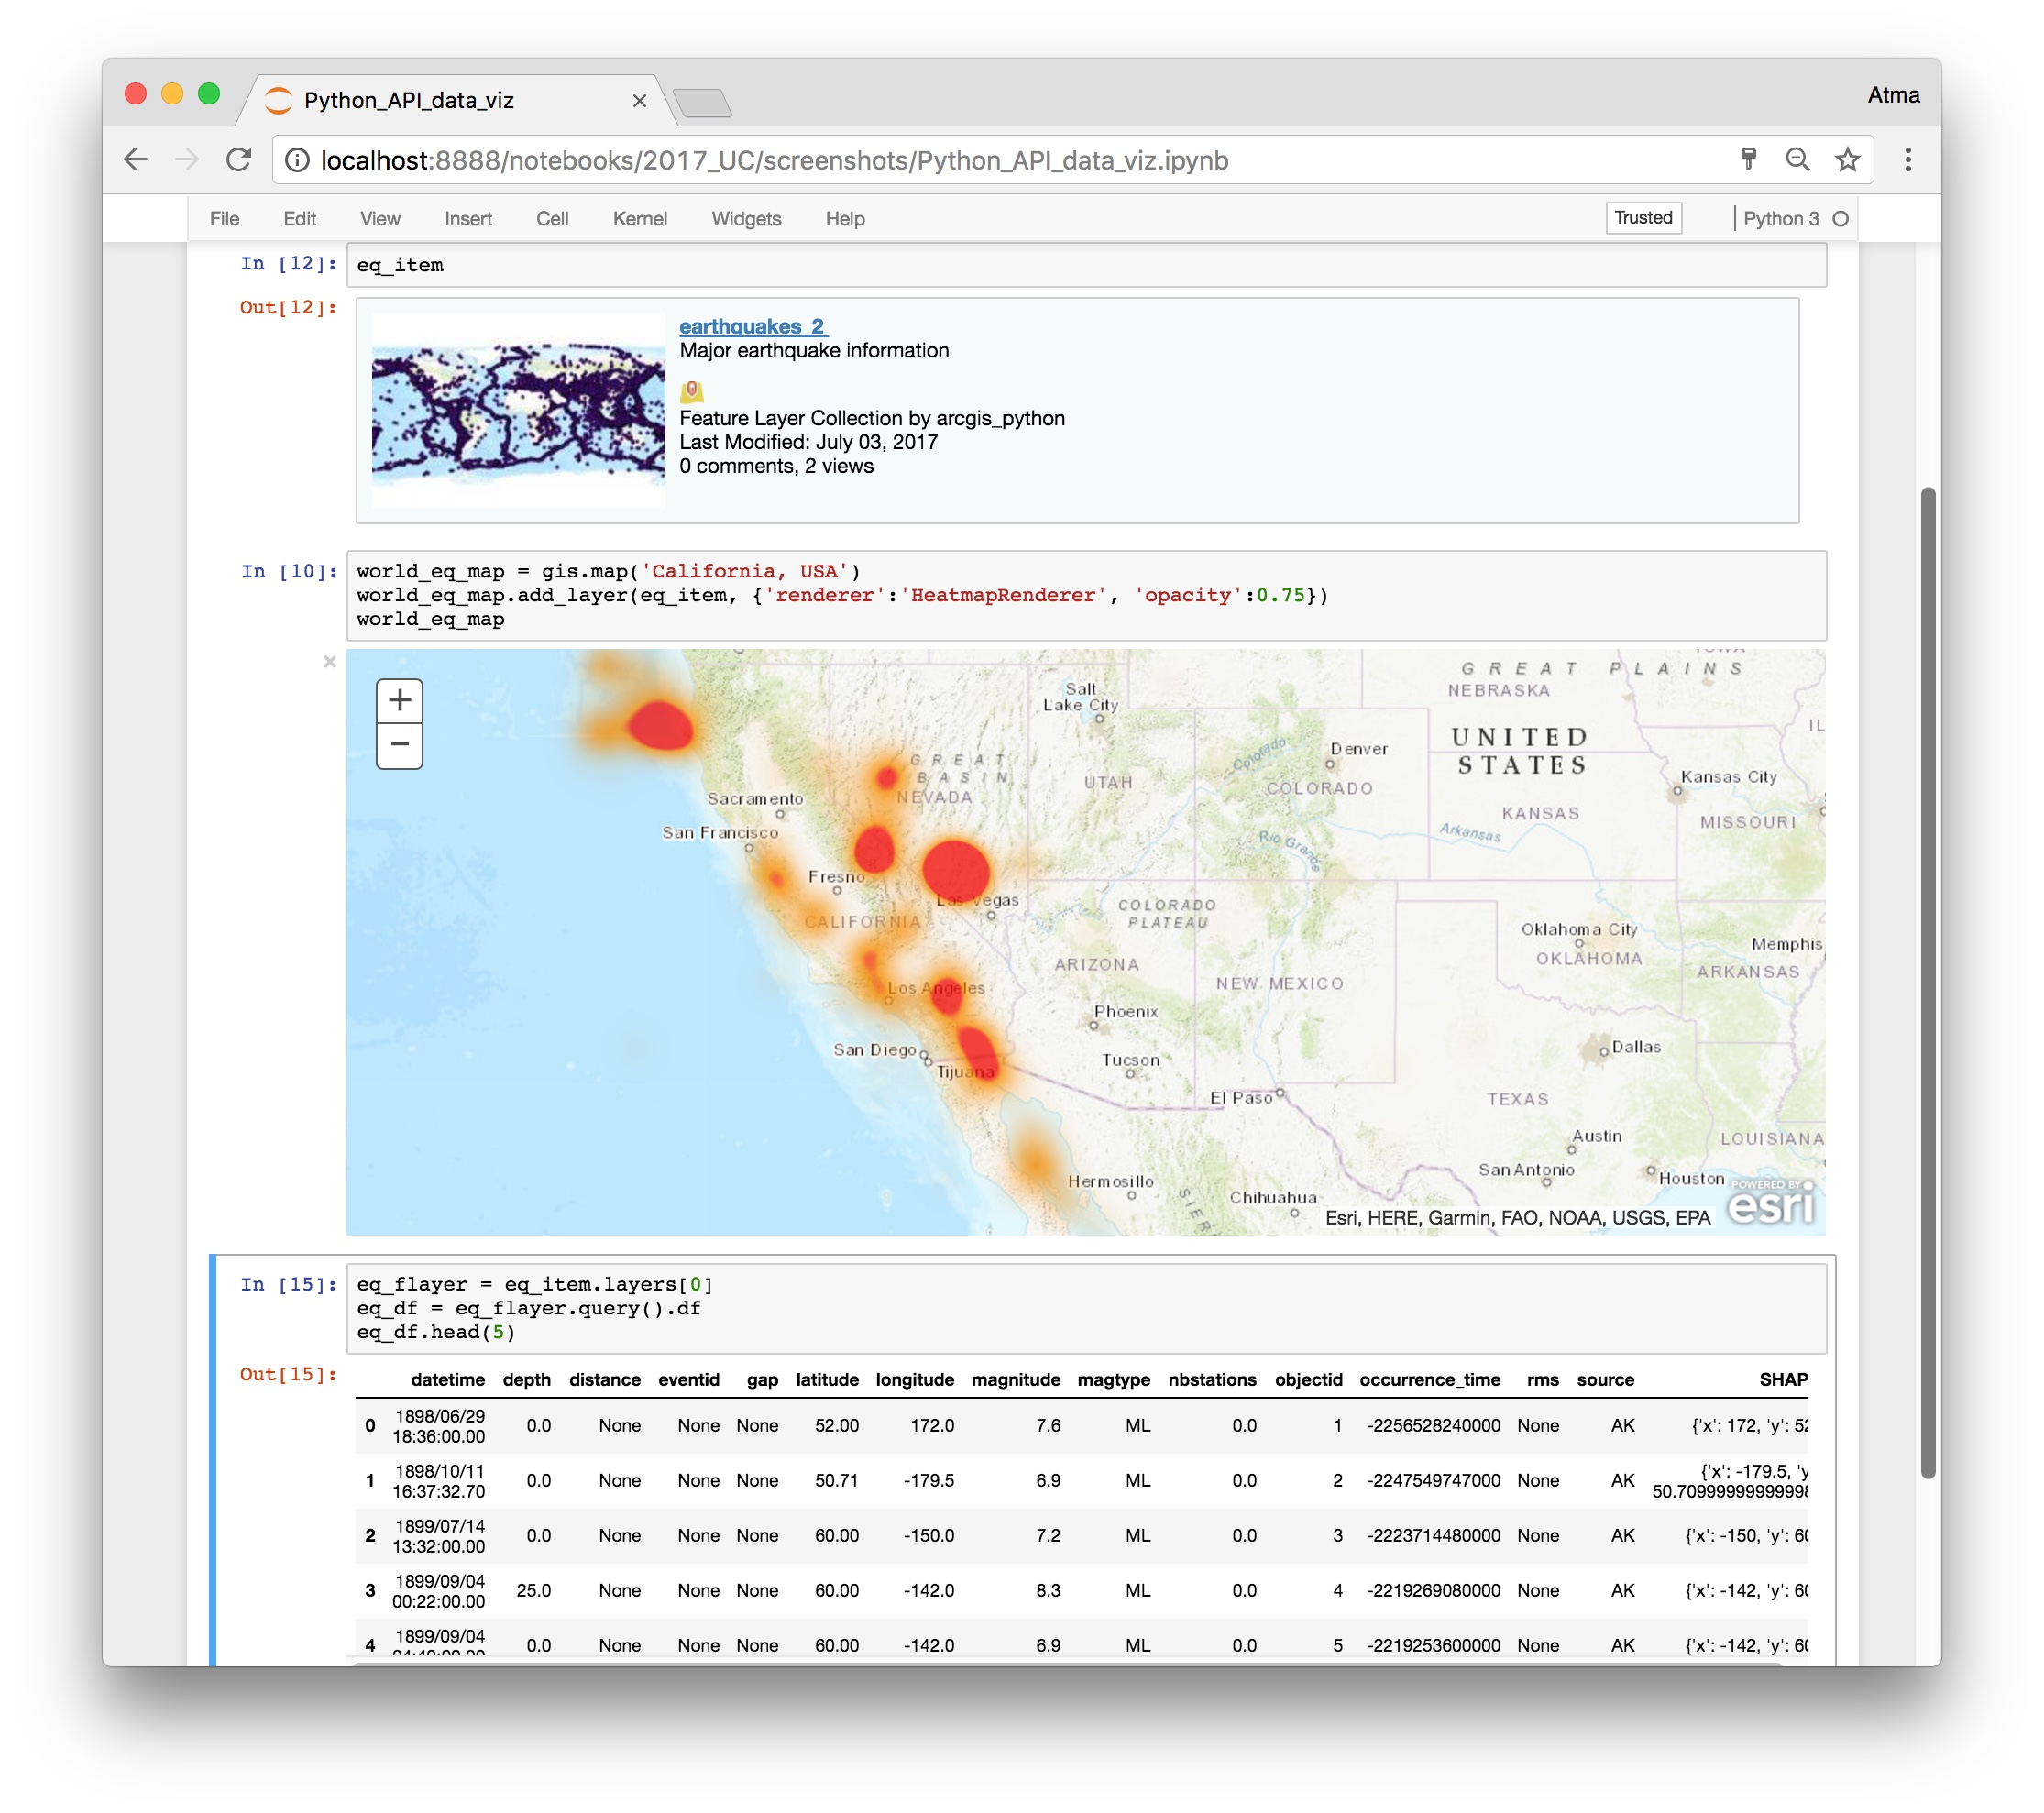 Python_API_data_viz
Atma
localhost:8888/notebooks/2017_UC/screenshots/Python_API_data_viz.ipynb
File Edit View Insert Cell Kernel Widgets Help Trusted Python 3
In [12]: eq_item
Out[12]:
earthquakes_2
Major earthquake information
Feature Layer Collection by arcgis_python
Last Modified: July 03, 2017
0 comments, 2 views
In [10]: world_eq_map = gis.map('California, USA')
world_eq_map.add_layer(eq_item, {'renderer':'HeatmapRenderer', 'opacity':0.75})
world_eq_map
+
−
GREAT PLAINS
NEBRASKA
Salt
Lake City
UNITED
STATES
IL
Denver
Kansas City
GREAT
BASIN
NEVADA
UTAH
Colorado
COLORADO
KANSAS
MISSOURI
Sacramento
San Francisco
Arkansas
Rio Grande
Fresno
Las Vegas
CALIFORNIA
COLORADO
PLATEAU
Oklahoma City
OKLAHOMA
Memphis
ARKANSAS
ARIZONA
NEW MEXICO
Los Angeles
Phoenix
San Diego
Tijuana
Tucson
Dallas
El Paso
TEXAS
Austin
LOUISIANA
San Antonio
Houston
Hermosillo
Chihuahua
SIER
POWERED BY
esri
Esri, HERE, Garmin, FAO, NOAA, USGS, EPA
In [15]: eq_flayer = eq_item.layers[0]
eq_df = eq_flayer.query().df
eq_df.head(5)
Out[15]:
datetime depth distance eventid gap latitude longitude magnitude magtype nbstations objectid occurrence_time rms source SHAP
0 1898/06/29 18:36:00.00 0.0 None None None 52.00 172.0 7.6 ML 0.0 1 -2256528240000 None AK {'x': 172, 'y': 52
1 1898/10/11 16:37:32.70 0.0 None None None 50.71 -179.5 6.9 ML 0.0 2 -2247549747000 None AK {'x': -179.5, 'y 50.70999999999999
2 1899/07/14 13:32:00.00 0.0 None None None 60.00 -150.0 7.2 ML 0.0 3 -2223714480000 None AK {'x': -150, 'y': 60
3 1899/09/04 00:22:00.00 25.0 None None None 60.00 -142.0 8.3 ML 0.0 4 -2219269080000 None AK {'x': -142, 'y': 60
4 1899/09/04 0.0 None None None 60.00 -142.0 6.9 ML 0.0 5 -2219253600000 None AK {'x': -142, 'y': 60